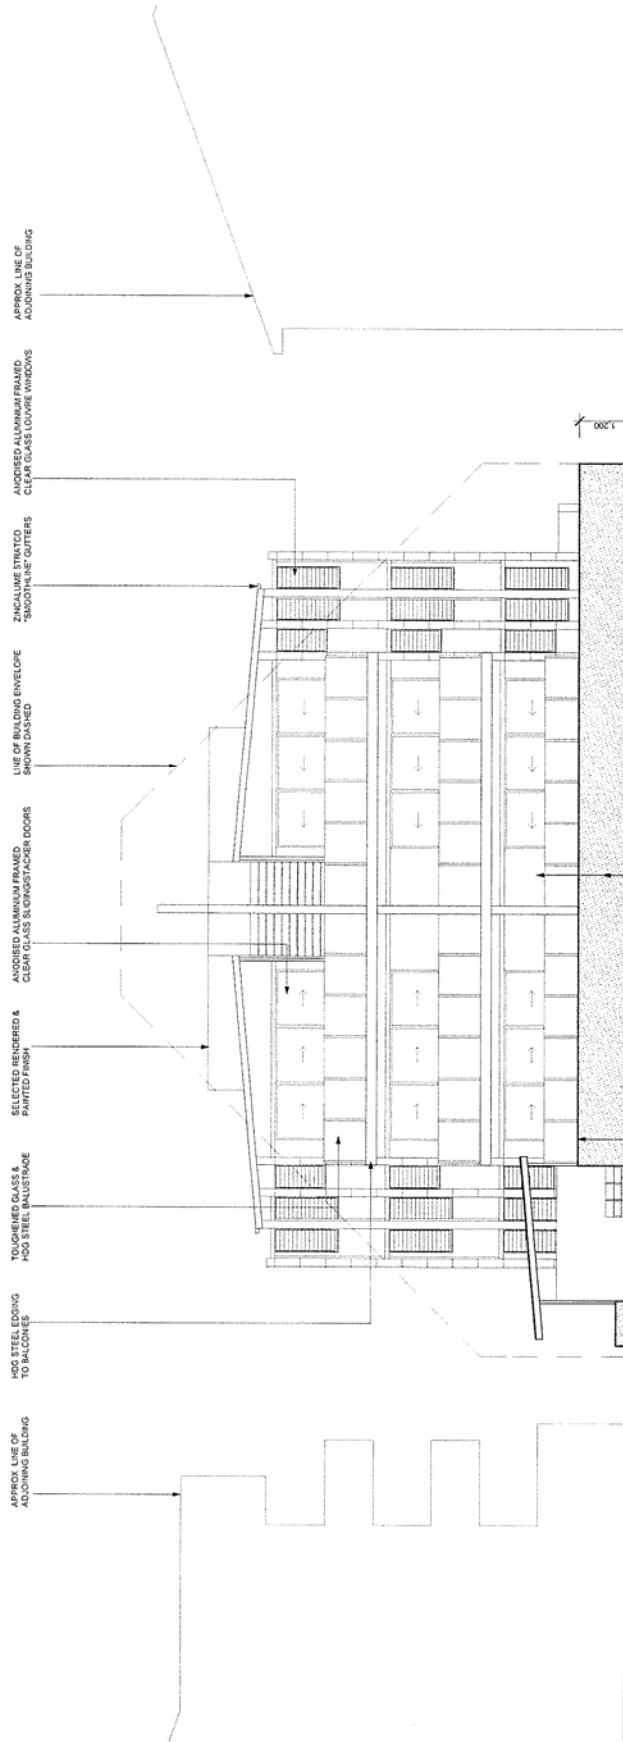 APPROX. LINE OF
ADJOINING BUILDING
HDG STEEL EDGING
TO BALCONIES
TOUGHENED GLASS &
HDG STEEL BALUSTRADE
SELECTED RENDERED &
PAINTED FINISH
ANODISED ALUMINIUM FRAMED
CLEAR GLASS SLIDING/STACKER DOORS
LINE OF BUILDING ENVELOPE
SHOWN DASHED
ZINCALUME STRATCO
"SMOOTHLINE" GUTTERS
ANODISED ALUMINIUM FRAMED
CLEAR GLASS LOUVRE WINDOWS
APPROX. LINE OF
ADJOINING BUILDING
1,200